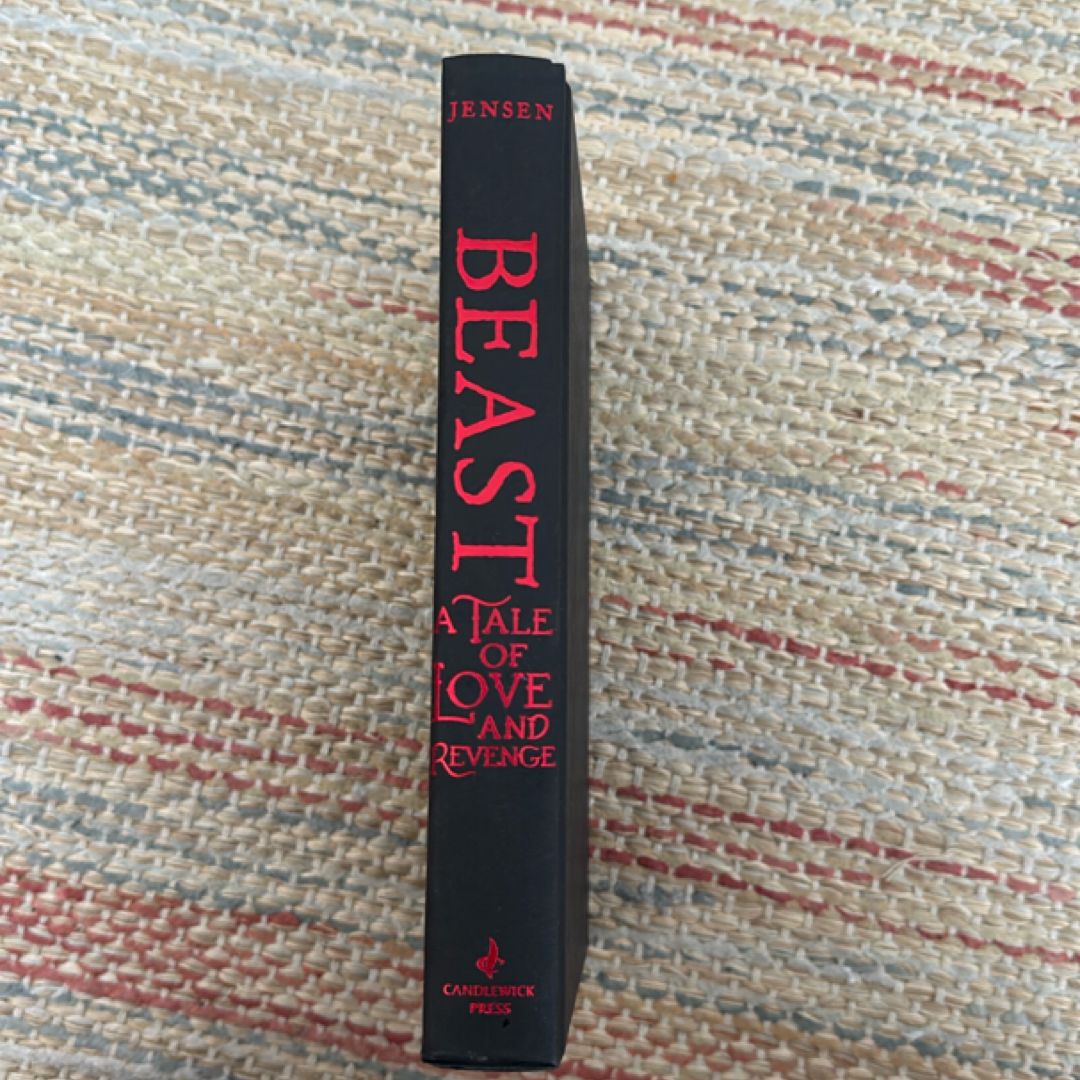 JENSEN
BEAST
A TALE
OF
LOVE
AND
REVENGE
CANDLEWICK
PRESS